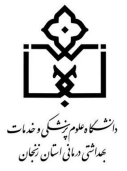 دانشگاه علوم پزشکی و خدمات
بهداشتی درمانی استان زنجان